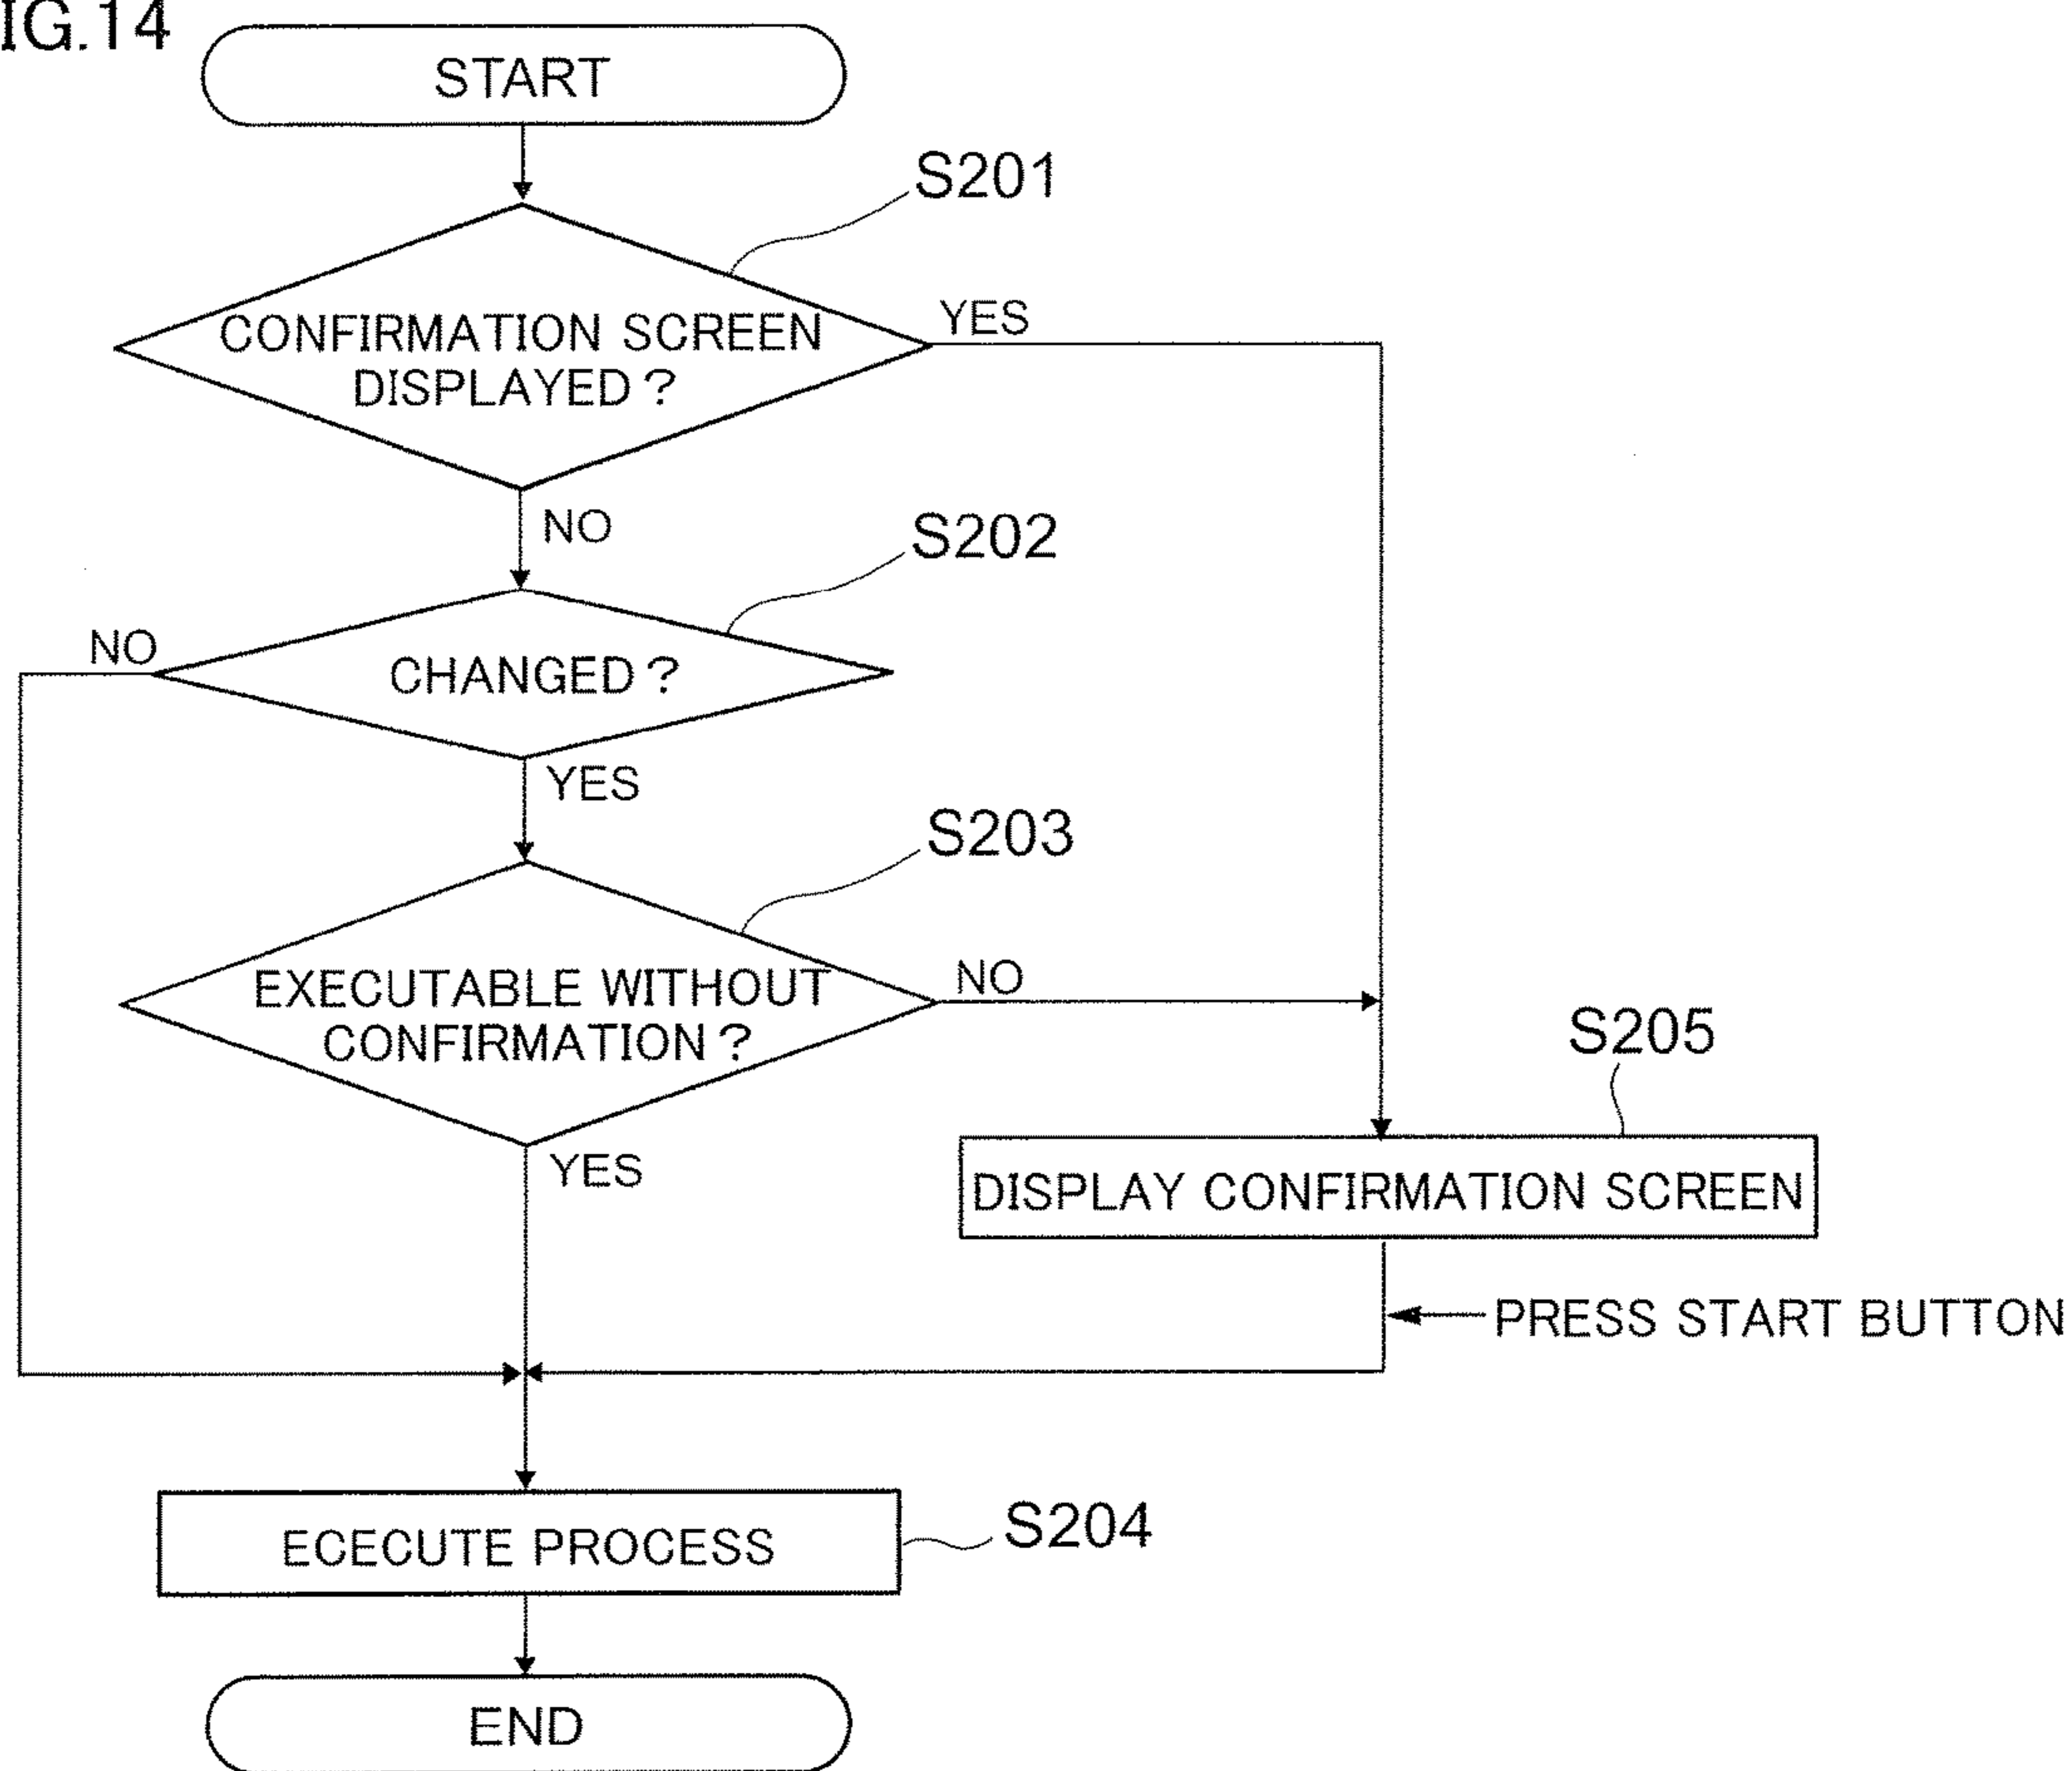 IG.14
START
S201
CONFIRMATION SCREEN
DISPLAYED?
YES
NO
S202
NO
CHANGED?
YES
S203
EXECUTABLE WITHOUT
CONFIRMATION?
NO
S205
YES
DISPLAY CONFIRMATION SCREEN
PRESS START BUTTON
ECECUTE PROCESS
S204
END